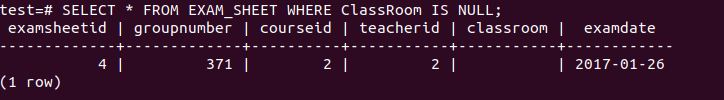 test=# SELECT * FROM EXAM_SHEET WHERE ClassRoom IS NULL;
 examsheetid | groupnumber | courseid | teacherid | classroom |  examdate
-------------+-------------+----------+-----------+-----------+------------
           4 |         371 |        2 |         2 |           | 2017-01-26
(1 row)